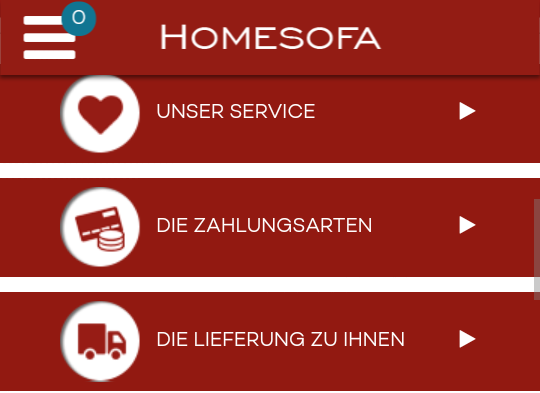 0
HOMESOFA
UNSER SERVICE
DIE ZAHLUNGSARTEN
DIE LIEFERUNG ZU IHNEN